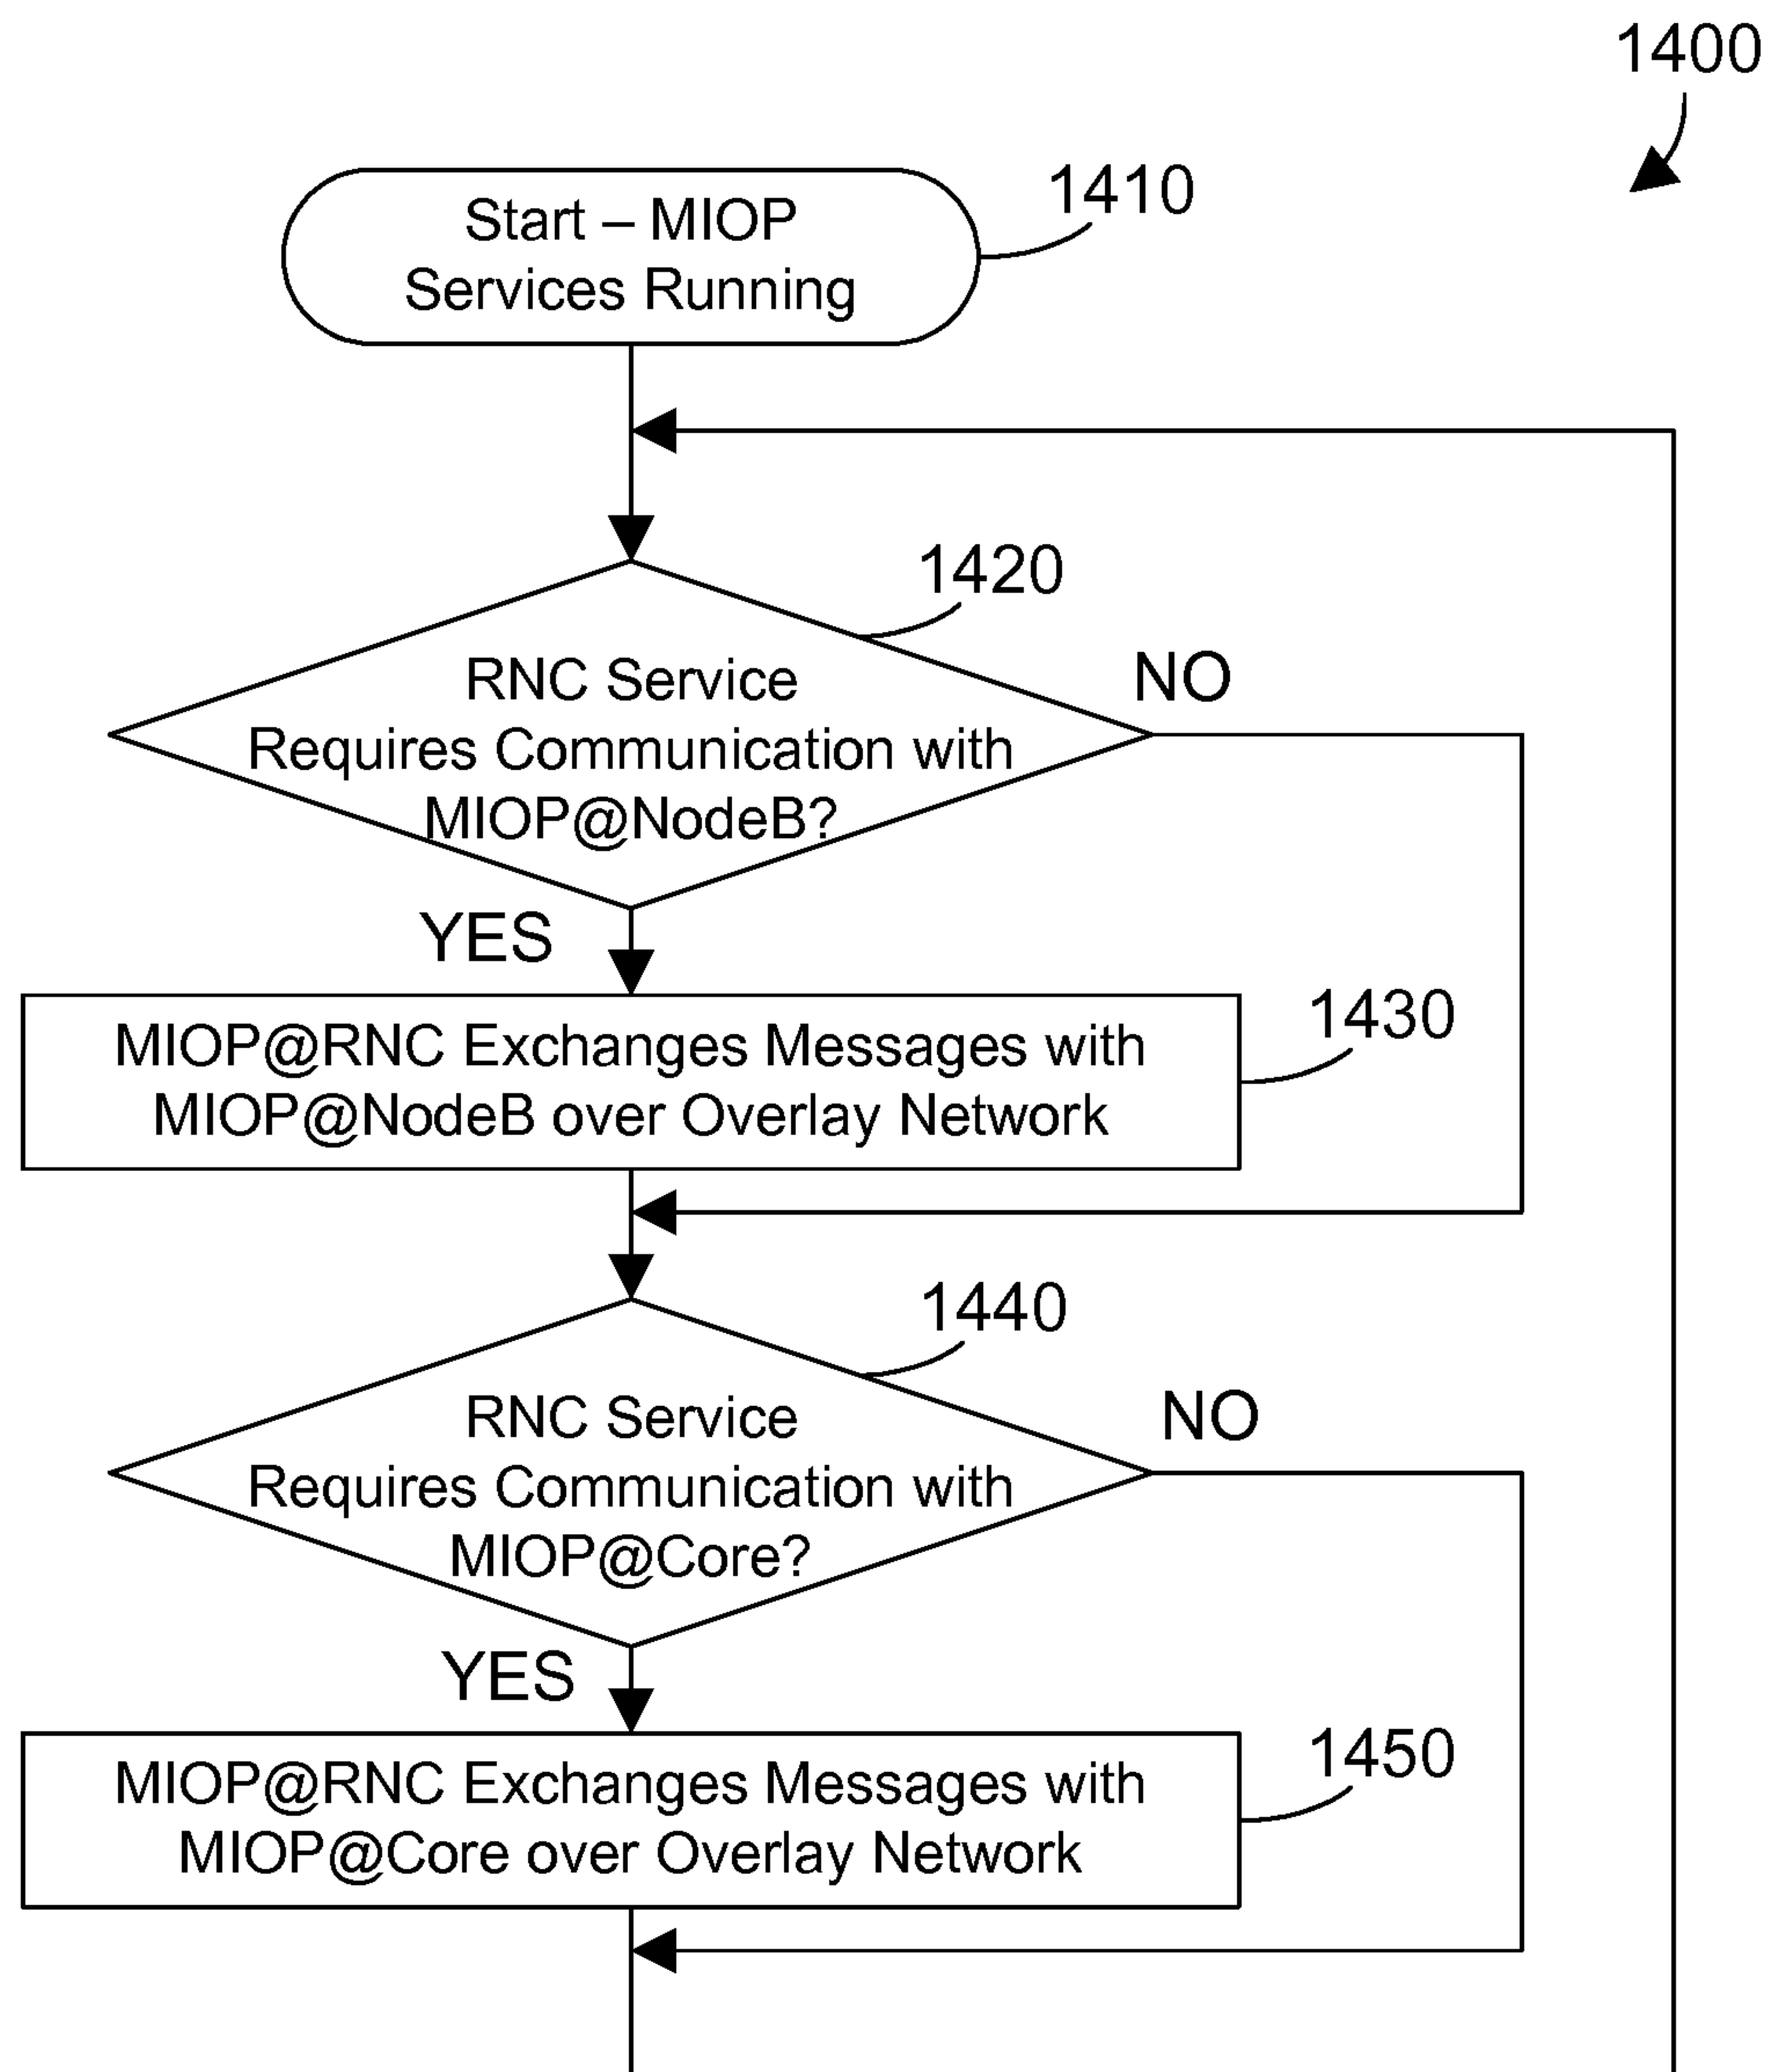 1400
1410
Start – MIOP
Services Running
1420
RNC Service
Requires Communication with
MIOP@NodeB?
NO
YES
1430
MIOP@RNC Exchanges Messages with
MIOP@NodeB over Overlay Network
1440
RNC Service
Requires Communication with
MIOP@Core?
NO
YES
1450
MIOP@RNC Exchanges Messages with
MIOP@Core over Overlay Network